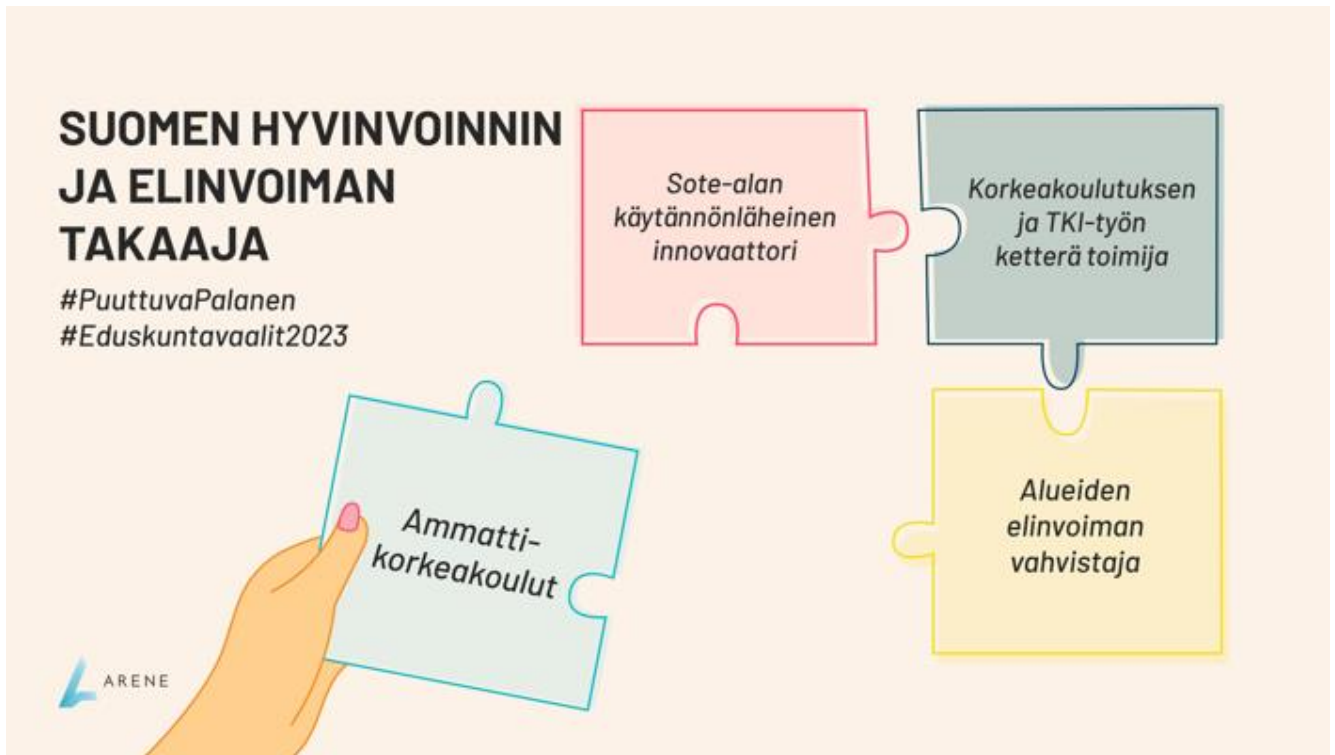 SUOMEN HYVINVOINNIN
JA ELINVOIMAN
TAKAAJA
#PuuttuvaPalanen
#Eduskuntavaalit2023
Sote-alan
käytännönläheinen
innovaattori
Korkeakoulutuksen
ja TKI-työn
ketterä toimija
Ammatti-
korkeakoulut
Alueiden
elinvoiman
vahvistaja
ARENE